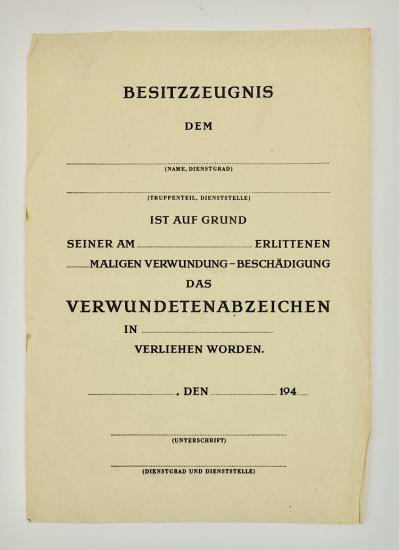 BESITZZEUGNIS
DEM
(NAME, DIENSTGRAD)
(TRUPPENTEIL, DIENSTSTELLE)
IST AUF GRUND
SEINER AM ERLITTENEN
MALIGEN VERWUNDUNG–BESCHÄDIGUNG
DAS
VERWUNDETENABZEICHEN
IN
VERLIEHEN WORDEN.
, DEN 194
(UNTERSCHRIFT)
(DIENSTGRAD UND DIENSTSTELLE)